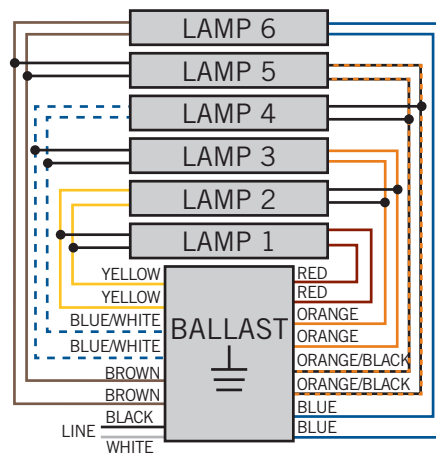 LAMP 6
LAMP 5
LAMP 4
LAMP 3
LAMP 2
LAMP 1
YELLOW
YELLOW
BLUE/WHITE
BLUE/WHITE
BROWN
BROWN
BLACK
LINE
WHITE
BALLAST
RED
RED
ORANGE
ORANGE
ORANGE/BLACK
ORANGE/BLACK
BLUE
BLUE